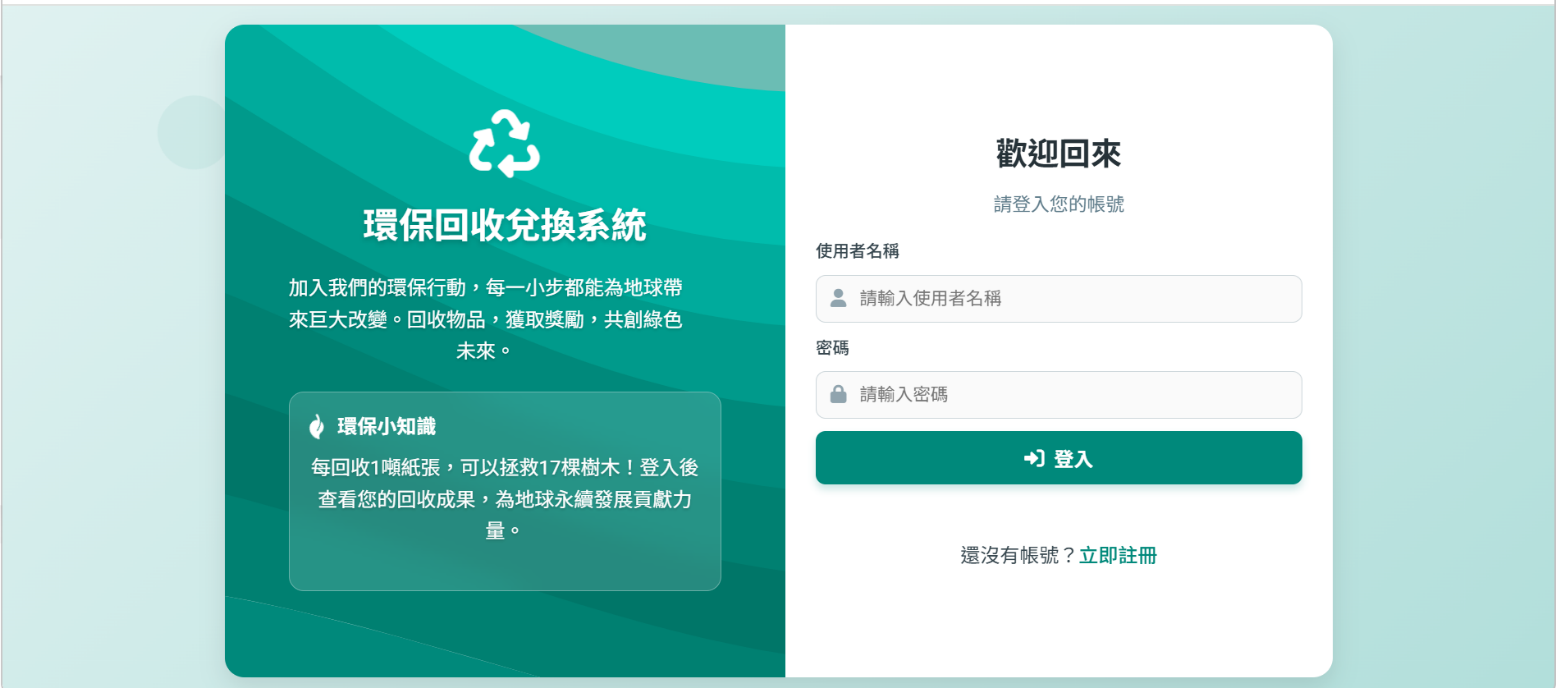 環保回收兌換系統
加入我們的環保行動，每一小步都能為地球帶
來巨大改變。回收物品，獲取獎勵，共創綠色
未來。
環保小知識
每回收1噸紙張，可以拯救17棵樹木！登入後
查看您的回收成果，為地球永續發展貢獻力
量。
歡迎回來
請登入您的帳號
使用者名稱
請輸入使用者名稱
密碼
請輸入密碼
登入
還沒有帳號？立即註冊